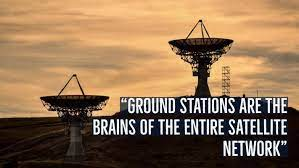 “GROUND STATIONS ARE THE
BRAINS OF THE ENTIRE SATELLITE
NETWORK”